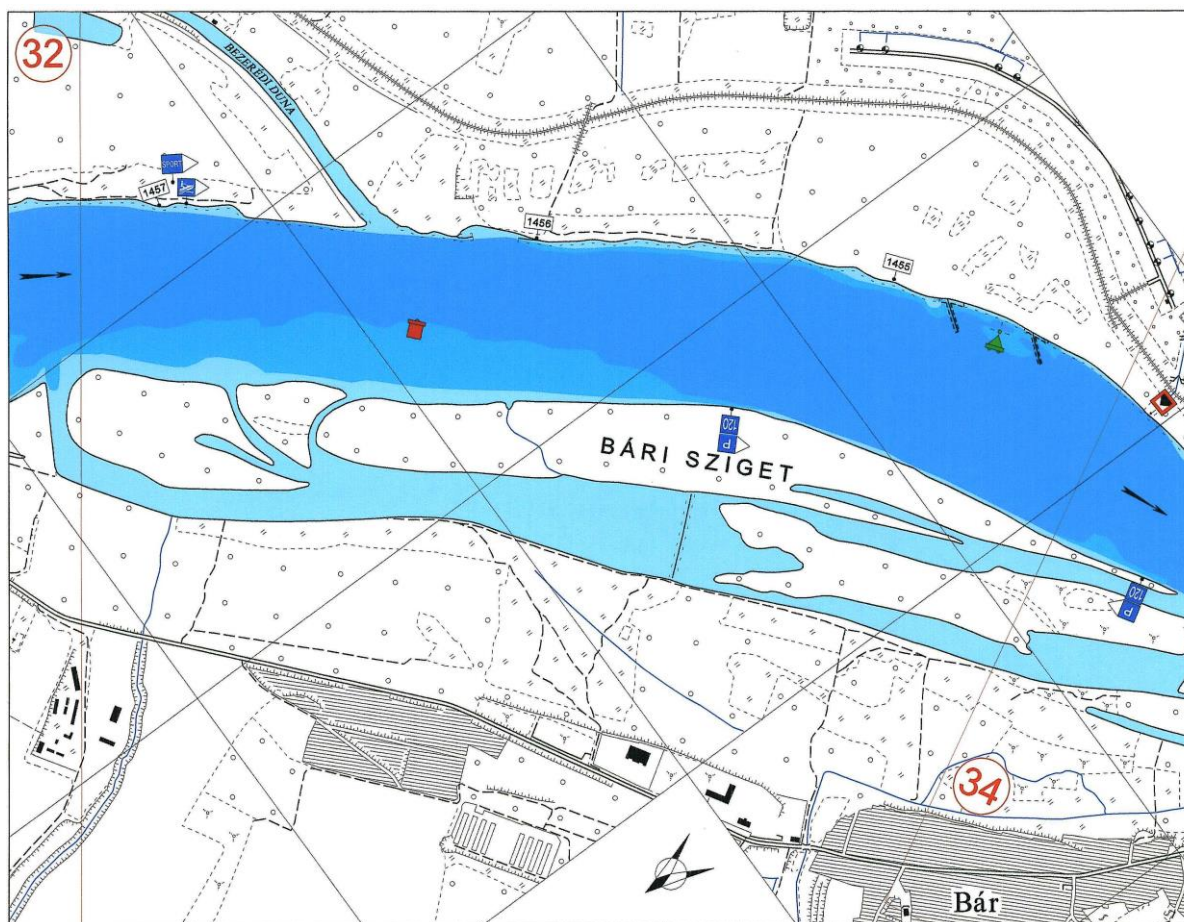 32
BEZERÉDI DUNA
SPORT
1457
1456
1455
120
P
BÁRI SZIGET
120
P
34
Bár